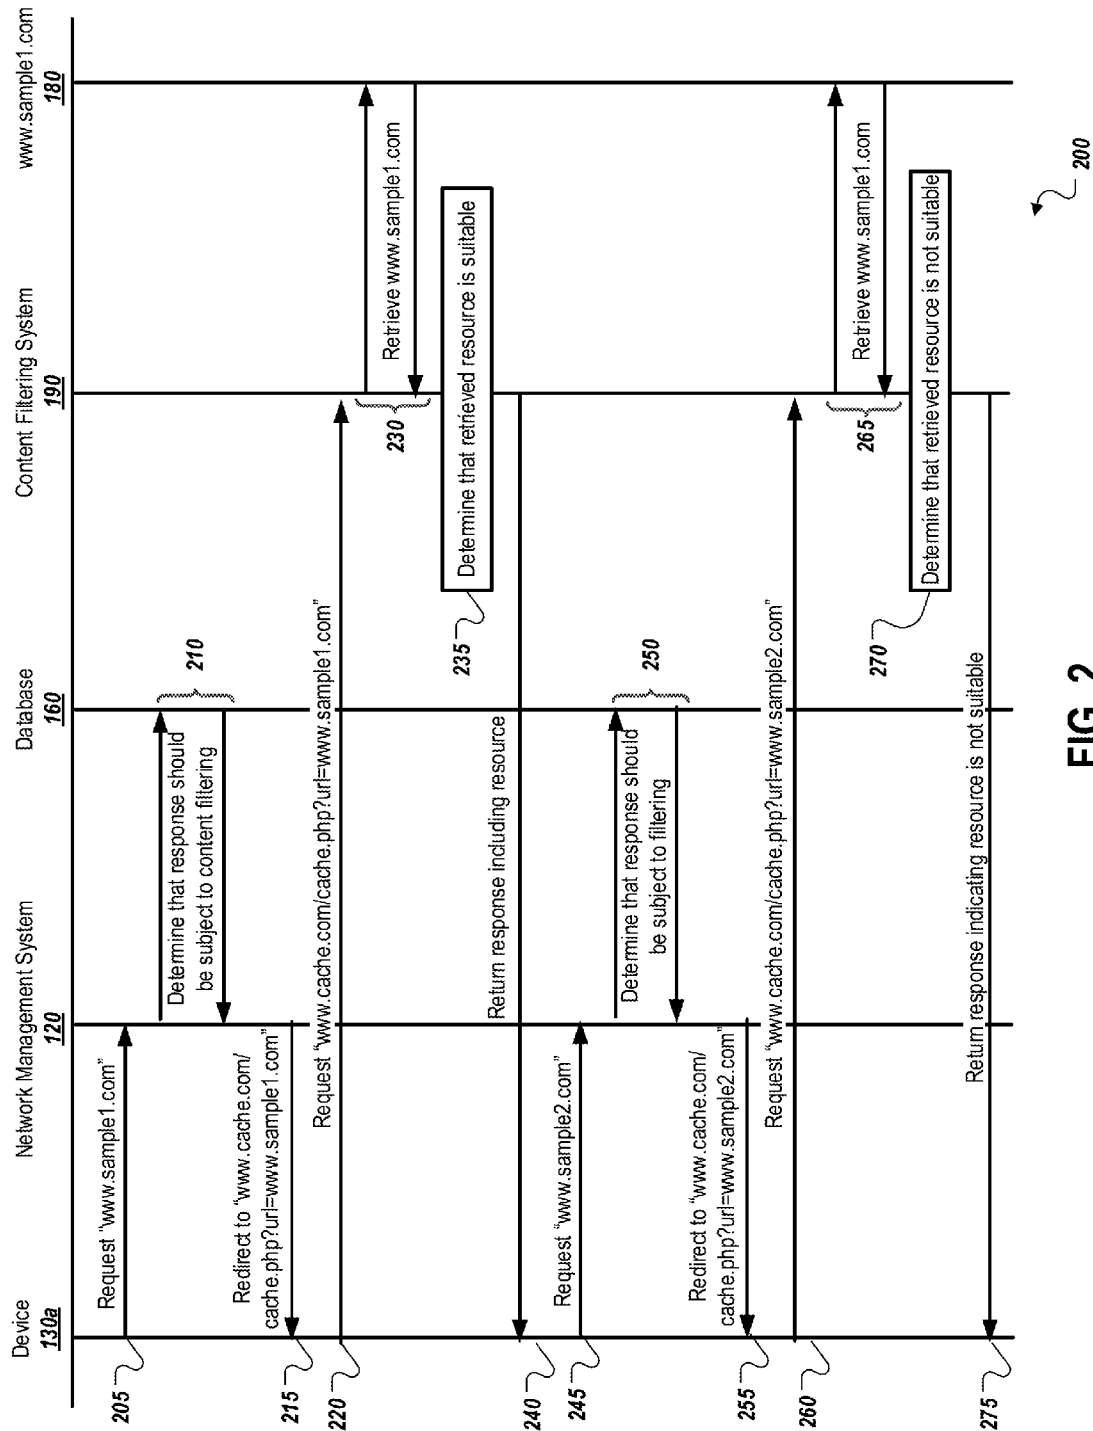 Device
130a
Network Management System
120
Database
160
Content Filtering System
190
www.sample1.com
180
205
Request “www.sample1.com”
Determine that response should
be subject to content filtering
210
215
Redirect to “www.cache.com/
cache.php?url=www.sample1.com”
220
Request “www.cache.com/cache.php?url=www.sample1.com”
230
Retrieve www.sample1.com
235
Determine that retrieved resource is suitable
240
Return response including resource
245
Request “www.sample2.com”
Determine that response should
be subject to filtering
250
255
Redirect to “www.cache.com/
cache.php?url=www.sample2.com”
260
Request “www.cache.com/cache.php?url=www.sample2.com”
265
Retrieve www.sample1.com
270
Determine that retrieved resource is not suitable
275
Return response indicating resource is not suitable
200
FIG. 2